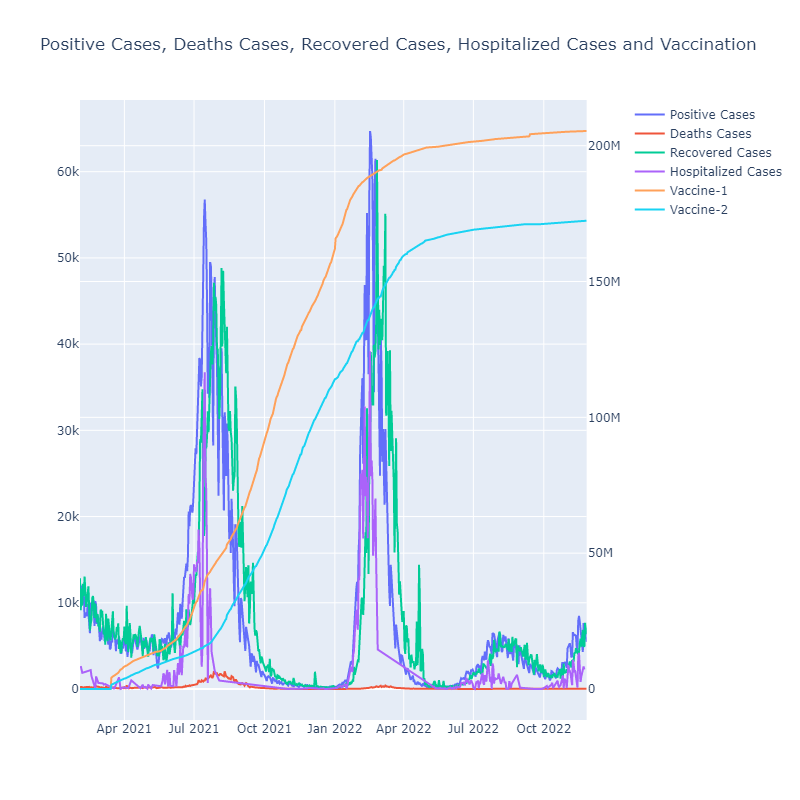 Positive Cases, Deaths Cases, Recovered Cases, Hospitalized Cases and Vaccination
Positive Cases
Deaths Cases
Recovered Cases
Hospitalized Cases
Vaccine-1
Vaccine-2
60k
50k
40k
30k
20k
10k
0
200M
150M
100M
50M
0
Apr 2021 Jul 2021 Oct 2021 Jan 2022 Apr 2022 Jul 2022 Oct 2022